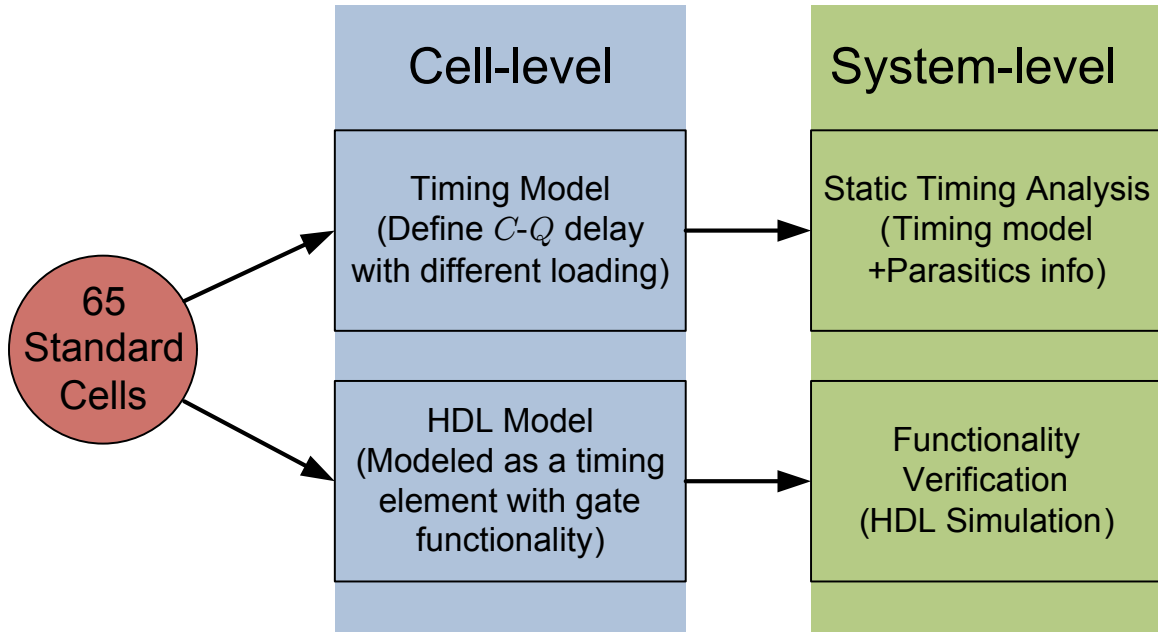 Cell-level
System-level
65
Standard
Cells
Timing Model
(Define C-Q delay
with different loading)
Static Timing Analysis
(Timing model
+Parasitics info)
HDL Model
(Modeled as a timing
element with gate
functionality)
Functionality
Verification
(HDL Simulation)